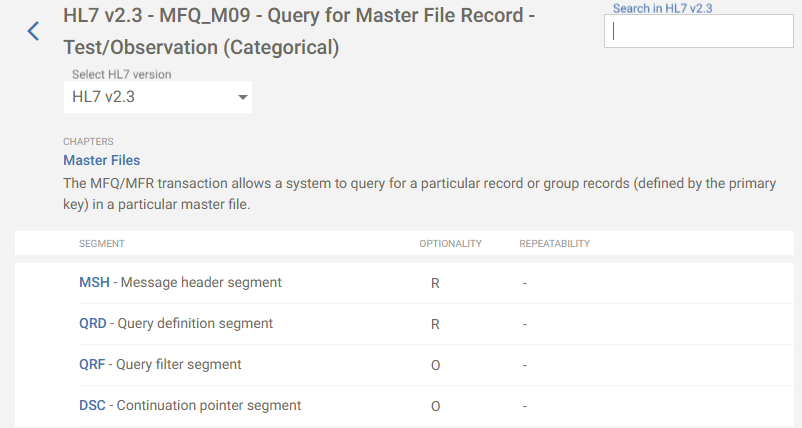 HL7 v2.3 - MFQ_M09 - Query for Master File Record -
Test/Observation (Categorical)
Search in HL7 v2.3
Select HL7 version
HL7 v2.3
CHAPTERS
Master Files
The MFQ/MFR transaction allows a system to query for a particular record or group records (defined by the primary
key) in a particular master file.
SEGMENT OPTIONALITY REPEATABILITY
MSH - Message header segment R -
QRD - Query definition segment R -
QRF - Query filter segment O -
DSC - Continuation pointer segment O -